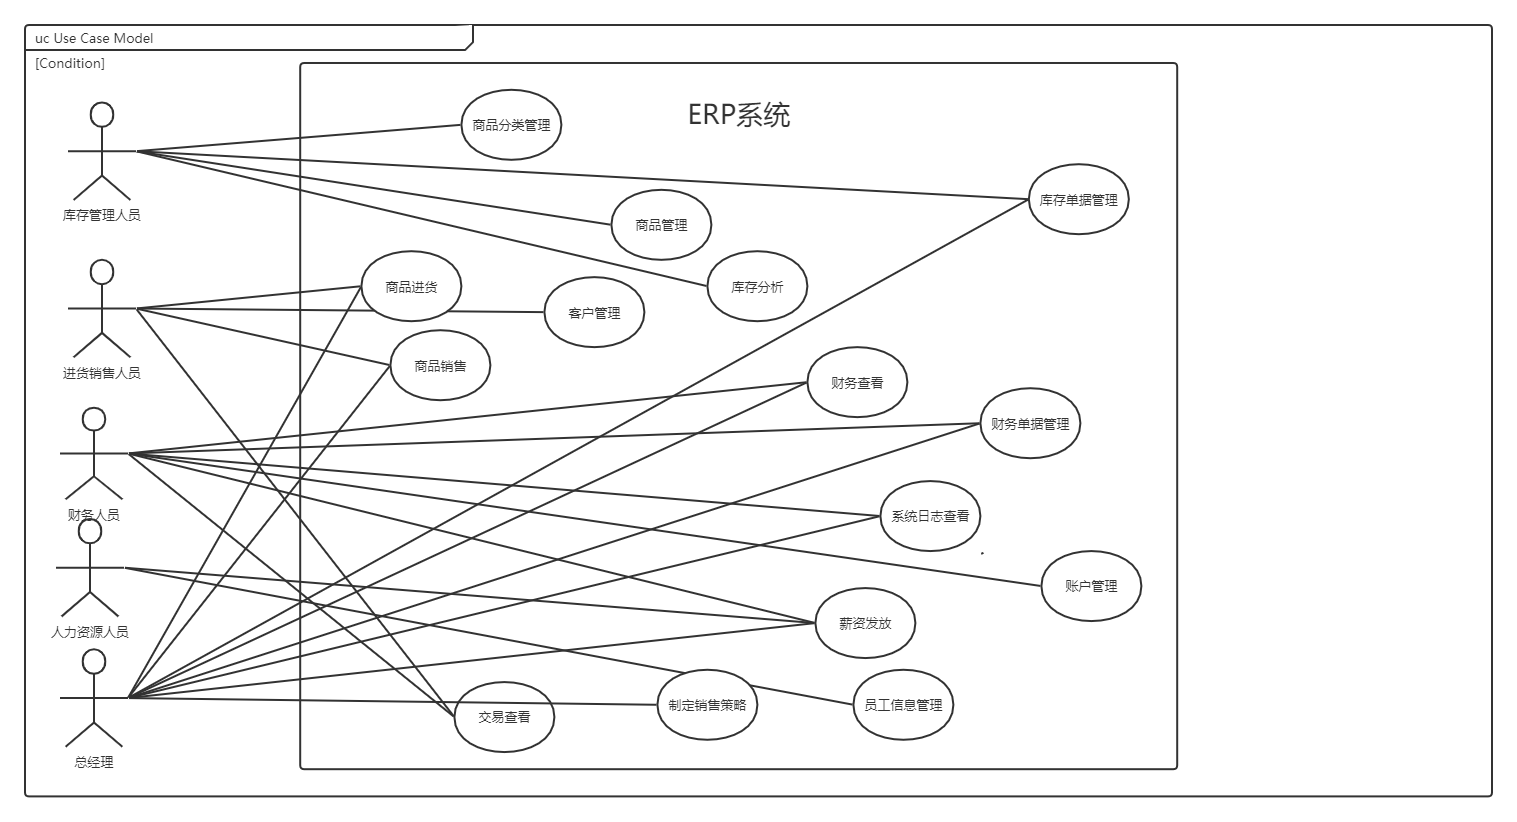 uc Use Case Model
[Condition]
ERP系统
商品分类管理
库存单据管理
库存管理人员
商品管理
商品进货
库存分析
客户管理
进货销售人员
商品销售
财务查看
财务单据管理
财务人员
系统日志查看
账户管理
人力资源人员
薪资发放
交易查看
制定销售策略
员工信息管理
总经理